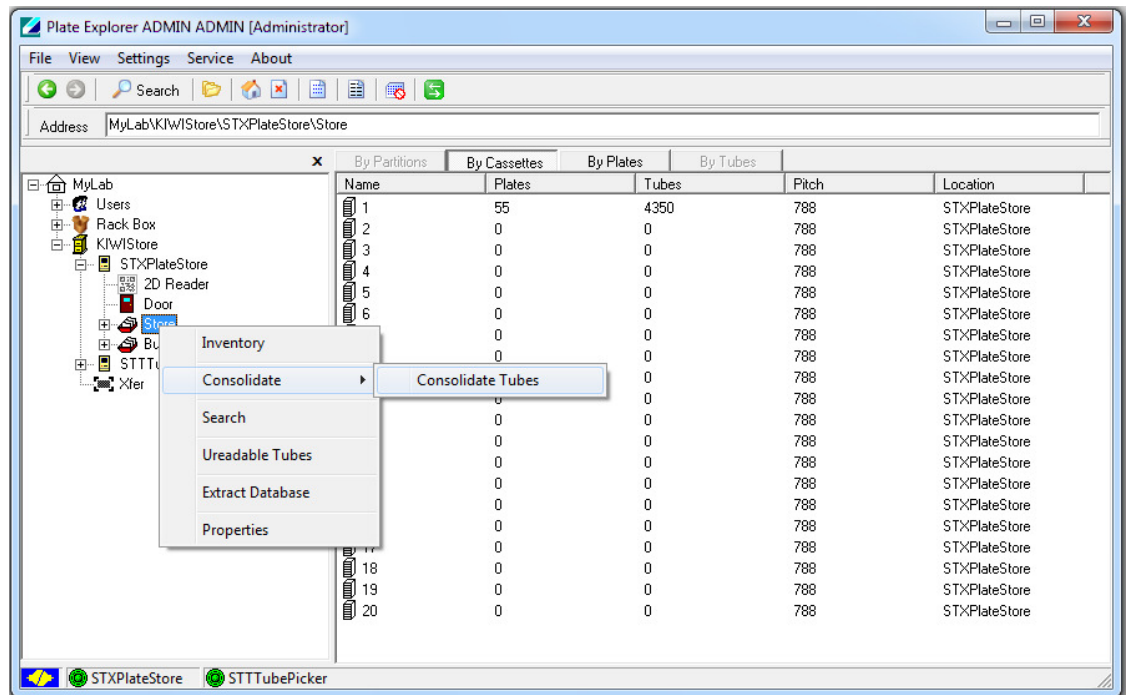 Plate Explorer ADMIN ADMIN [Administrator]
File View Settings Service About
Search
Address MyLab\KIWIStore\STXPlateStore\Store
x By Partitions By Cassettes By Plates By Tubes
MyLab
Users
Rack Box
KIWIStore
STXPlateStore
2D Reader
Door
Store
Bu
STTTu
Xfer
Inventory
Consolidate
Search
Ureadable Tubes
Extract Database
Properties
Consolidate Tubes
Name Plates Tubes Pitch Location
1 55 4350 788 STXPlateStore
2 0 0 788 STXPlateStore
3 0 0 788 STXPlateStore
4 0 0 788 STXPlateStore
5 0 0 788 STXPlateStore
6 0 0 788 STXPlateStore
0 0 788 STXPlateStore
0 0 788 STXPlateStore
0 788 STXPlateStore
0 0 788 STXPlateStore
0 0 788 STXPlateStore
0 0 788 STXPlateStore
0 0 788 STXPlateStore
0 0 788 STXPlateStore
0 0 788 STXPlateStore
0 0 788 STXPlateStore
17 0 0 788 STXPlateStore
18 0 0 788 STXPlateStore
19 0 0 788 STXPlateStore
20 0 0 788 STXPlateStore
STXPlateStore STTTubePicker